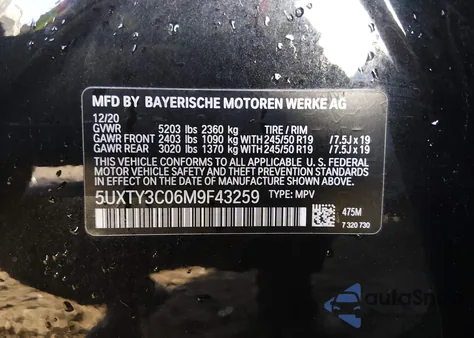 MFD BY BAYERISCHE MOTOREN WERKE AG
12/20
GVWR 5203 lbs 2360 kg TIRE / RIM
GAWR FRONT 2403 lbs 1090 kg WITH 245/50 R19 /7.5J x 19
GAWR REAR 3020 lbs 1370 kg WITH 245/50 R19 /7.5J x 19
THIS VEHICLE CONFORMS TO ALL APPLICABLE U. S. FEDERAL
MOTOR VEHICLE SAFETY AND THEFT PREVENTION STANDARDS
IN EFFECT ON THE DATE OF MANUFACTURE SHOWN ABOVE.
5UXTY3C06M9F43259 TYPE: MPV
475M
7 320 730